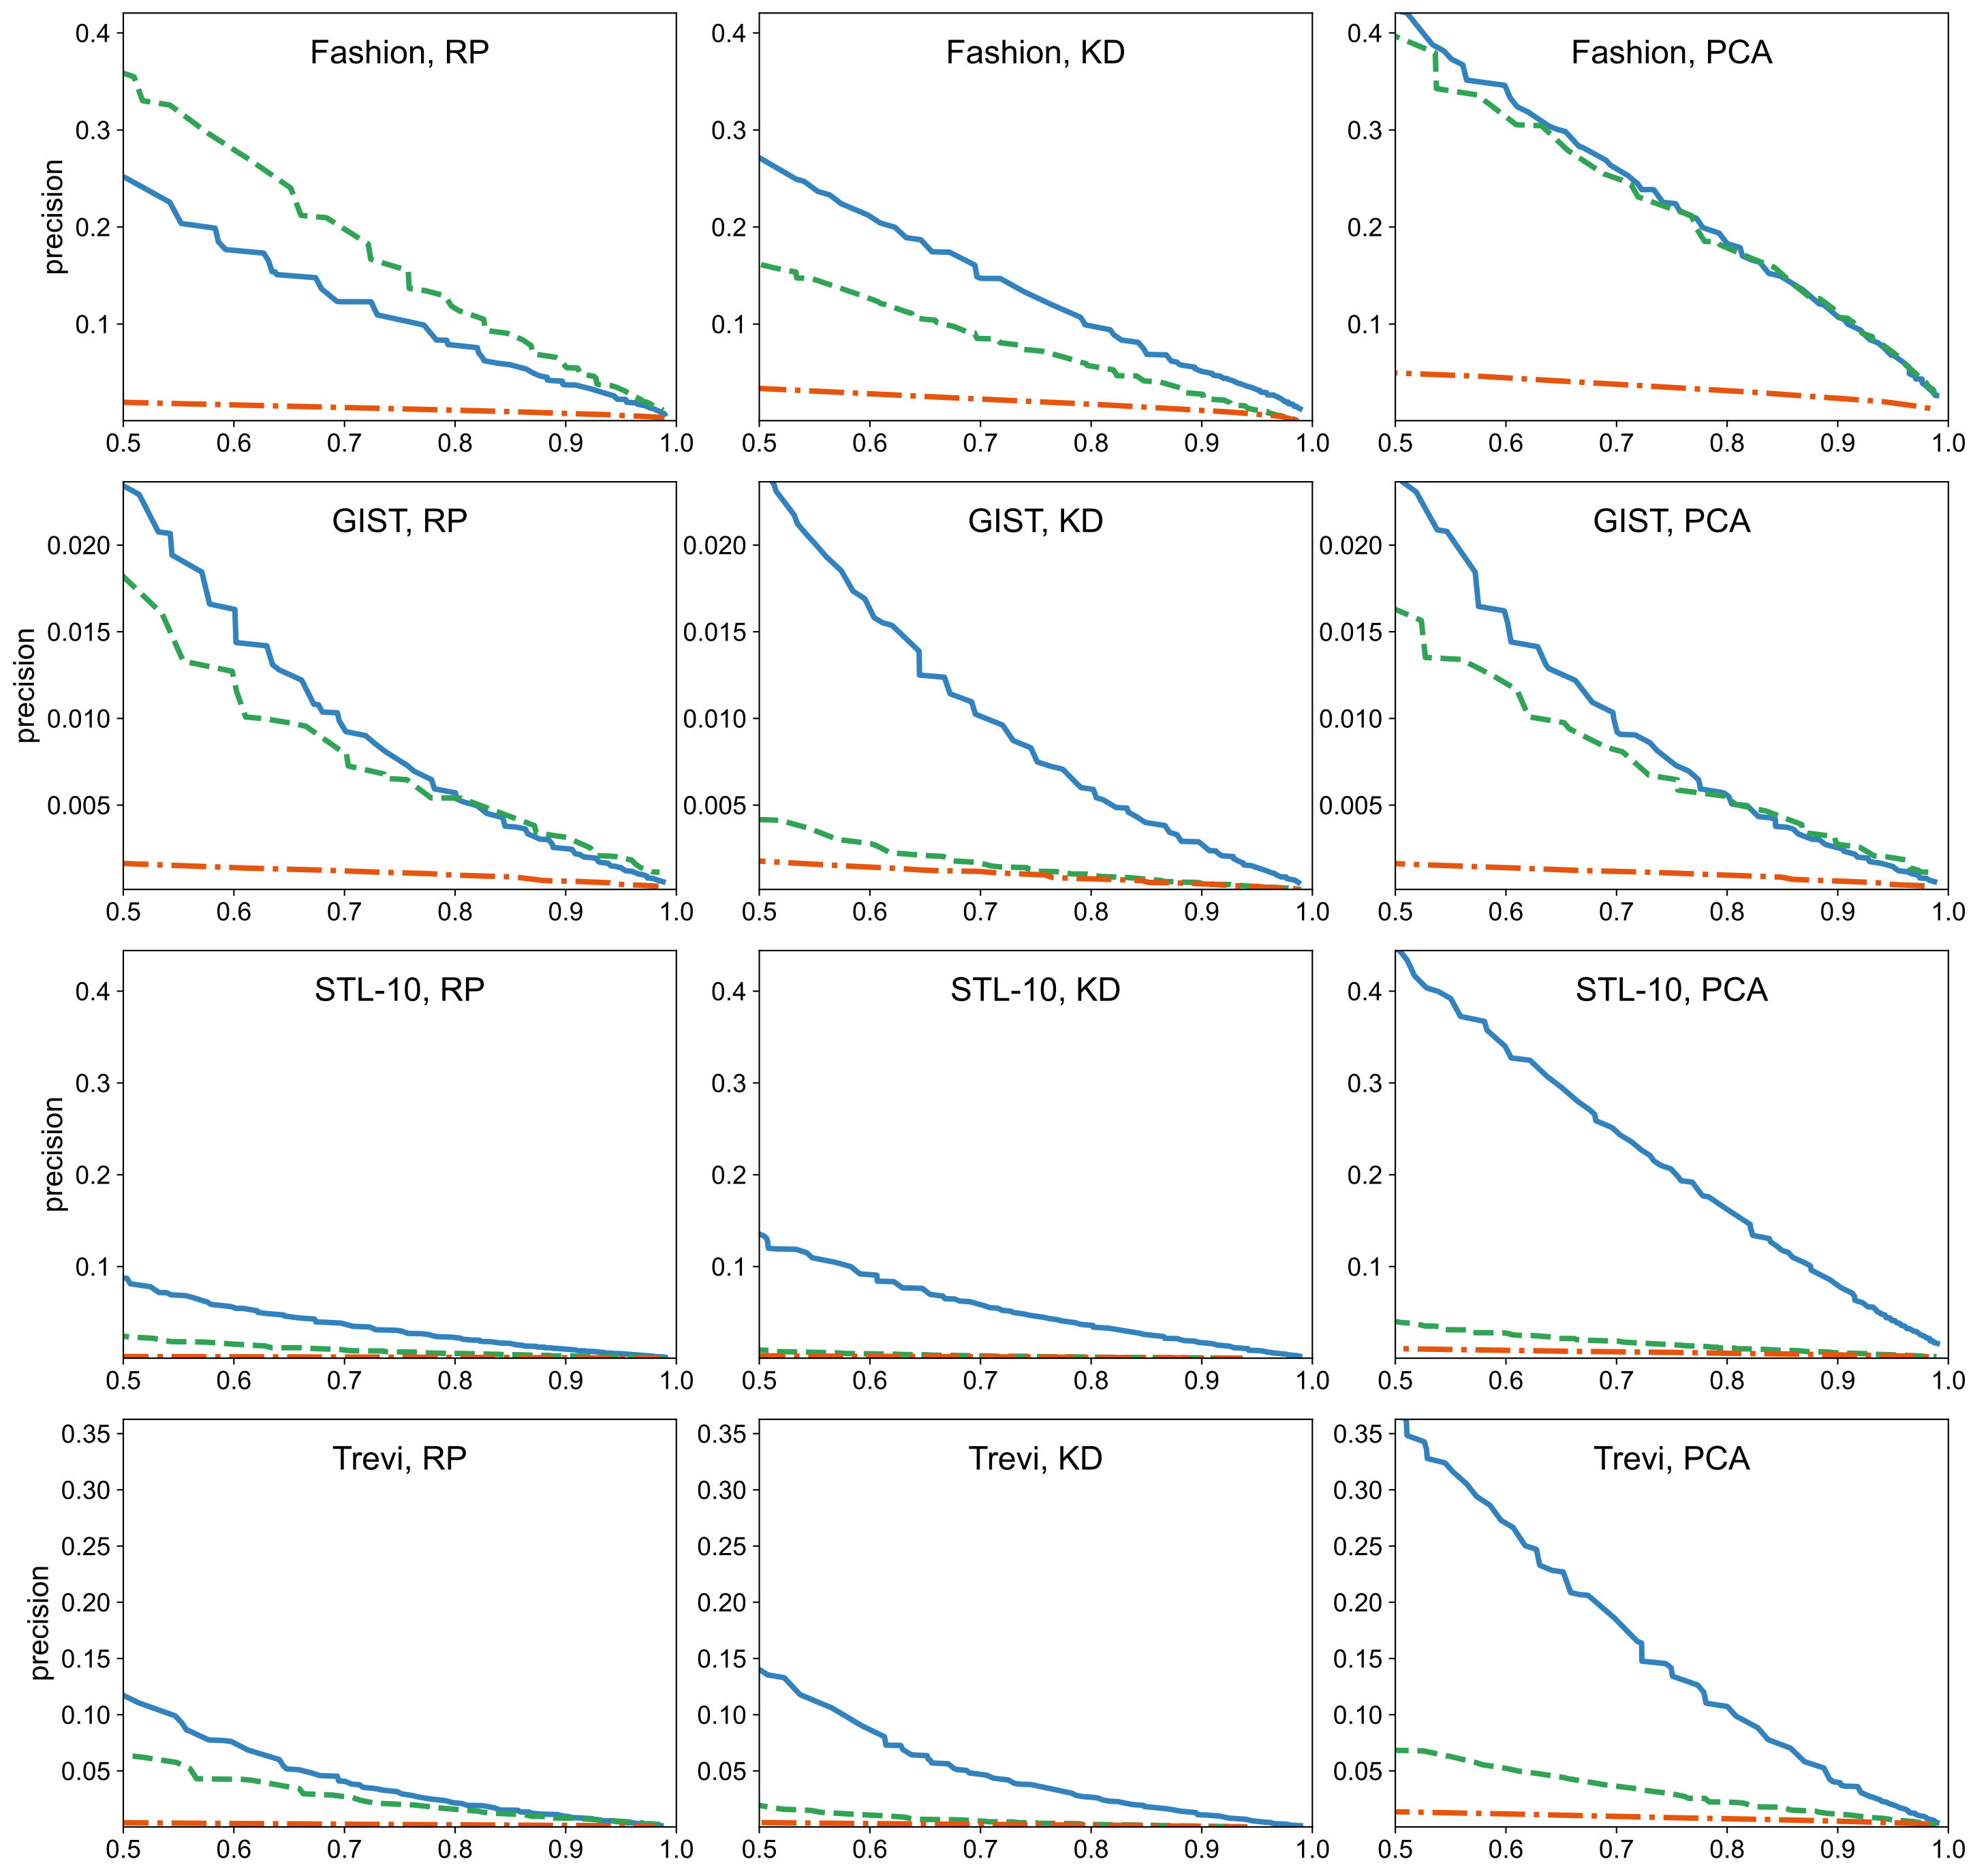 Fashion, RP
Fashion, KD
Fashion, PCA
precision
0.4
0.3
0.2
0.1
0.5 0.6 0.7 0.8 0.9 1.0
0.4
0.3
0.2
0.1
0.5 0.6 0.7 0.8 0.9 1.0
0.4
0.3
0.2
0.1
0.5 0.6 0.7 0.8 0.9 1.0
GIST, RP
GIST, KD
GIST, PCA
precision
0.020
0.015
0.010
0.005
0.5 0.6 0.7 0.8 0.9 1.0
0.020
0.015
0.010
0.005
0.5 0.6 0.7 0.8 0.9 1.0
0.020
0.015
0.010
0.005
0.5 0.6 0.7 0.8 0.9 1.0
STL-10, RP
STL-10, KD
STL-10, PCA
precision
0.4
0.3
0.2
0.1
0.5 0.6 0.7 0.8 0.9 1.0
0.4
0.3
0.2
0.1
0.5 0.6 0.7 0.8 0.9 1.0
0.4
0.3
0.2
0.1
0.5 0.6 0.7 0.8 0.9 1.0
Trevi, RP
Trevi, KD
Trevi, PCA
precision
0.35
0.30
0.25
0.20
0.15
0.10
0.05
0.5 0.6 0.7 0.8 0.9 1.0
0.35
0.30
0.25
0.20
0.15
0.10
0.05
0.5 0.6 0.7 0.8 0.9 1.0
0.35
0.30
0.25
0.20
0.15
0.10
0.05
0.5 0.6 0.7 0.8 0.9 1.0